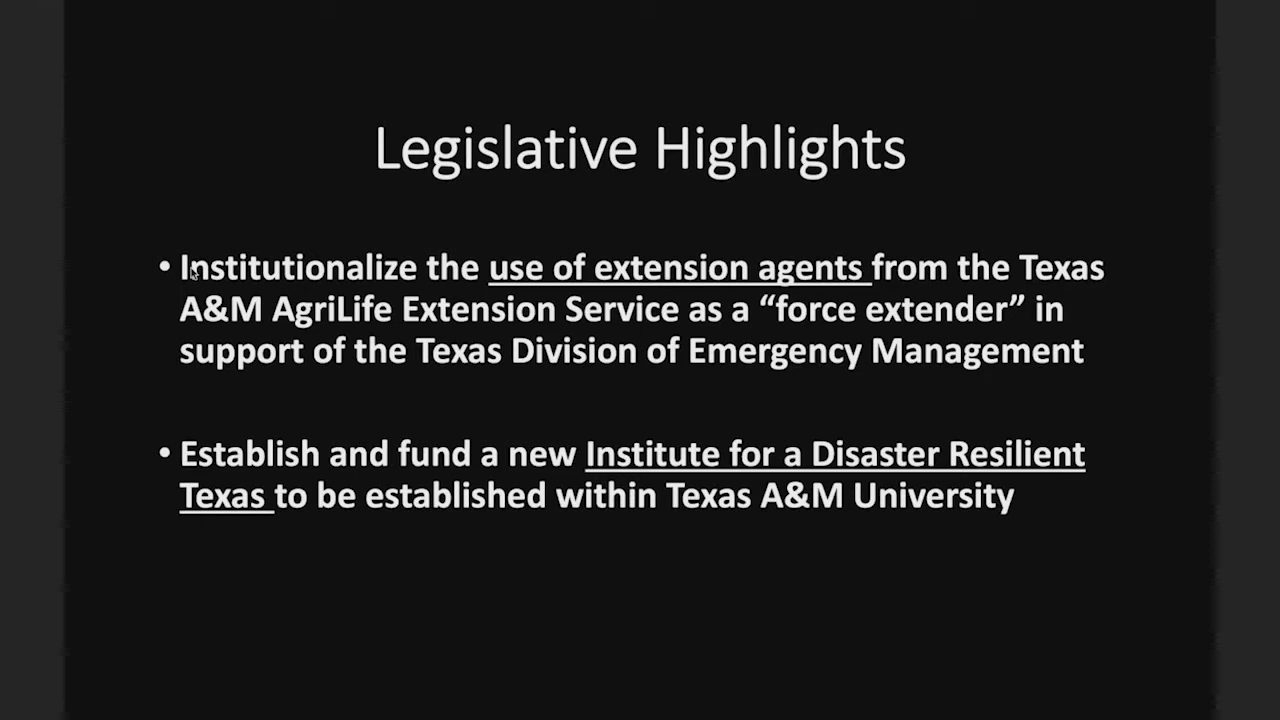 Legislative Highlights
• Institutionalize the use of extension agents from the Texas
A&M AgriLife Extension Service as a “force extender” in
support of the Texas Division of Emergency Management
• Establish and fund a new Institute for a Disaster Resilient
Texas to be established within Texas A&M University